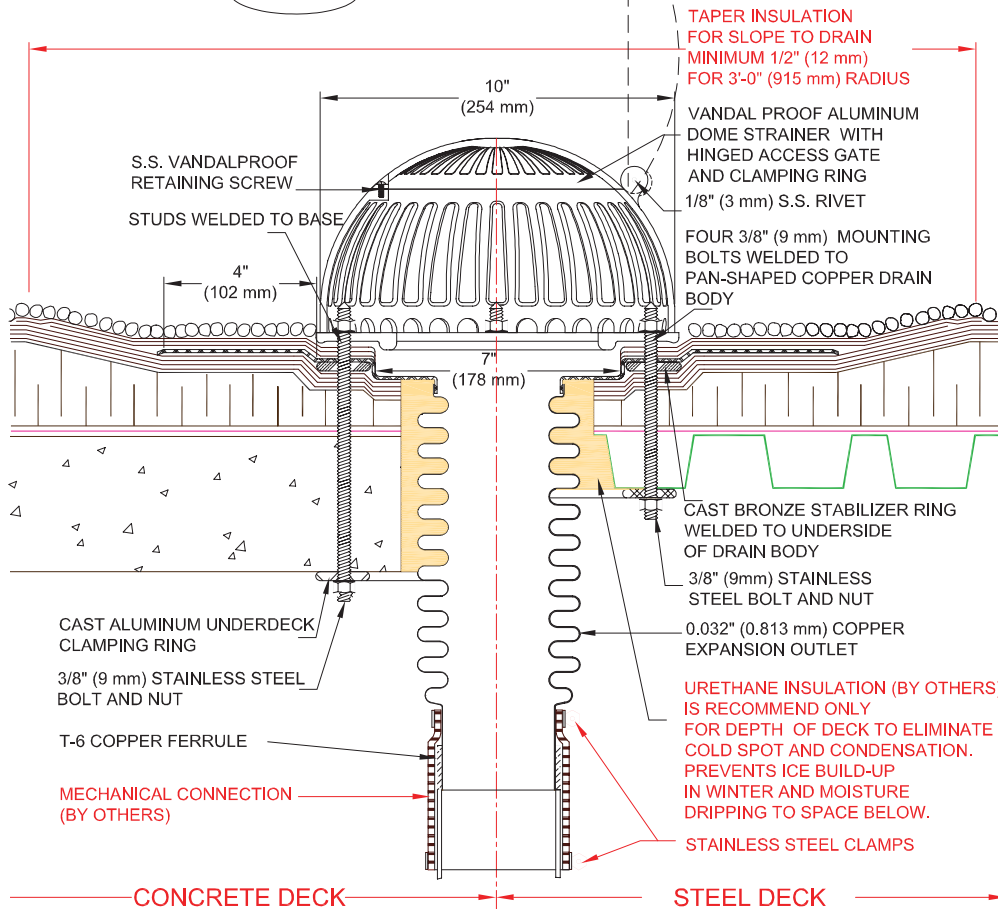 TAPER INSULATION
FOR SLOPE TO DRAIN
MINIMUM 1/2" (12 mm)
FOR 3'-0" (915 mm) RADIUS
10"
(254 mm)
VANDAL PROOF ALUMINUM
DOME STRAINER WITH
HINGED ACCESS GATE
AND CLAMPING RING
S.S. VANDALPROOF
RETAINING SCREW
1/8" (3 mm) S.S. RIVET
STUDS WELDED TO BASE
FOUR 3/8" (9 mm) MOUNTING
BOLTS WELDED TO
PAN-SHAPED COPPER DRAIN
BODY
4"
(102 mm)
7"
(178 mm)
CAST BRONZE STABILIZER RING
WELDED TO UNDERSIDE
OF DRAIN BODY
3/8" (9mm) STAINLESS
STEEL BOLT AND NUT
CAST ALUMINUM UNDERDECK
CLAMPING RING
0.032" (0.813 mm) COPPER
EXPANSION OUTLET
3/8" (9 mm) STAINLESS STEEL
BOLT AND NUT
URETHANE INSULATION (BY OTHERS)
IS RECOMMEND ONLY
FOR DEPTH OF DECK TO ELIMINATE
COLD SPOT AND CONDENSATION.
PREVENTS ICE BUILD-UP
IN WINTER AND MOISTURE
DRIPPING TO SPACE BELOW.
T-6 COPPER FERRULE
MECHANICAL CONNECTION
(BY OTHERS)
STAINLESS STEEL CLAMPS
CONCRETE DECK
STEEL DECK